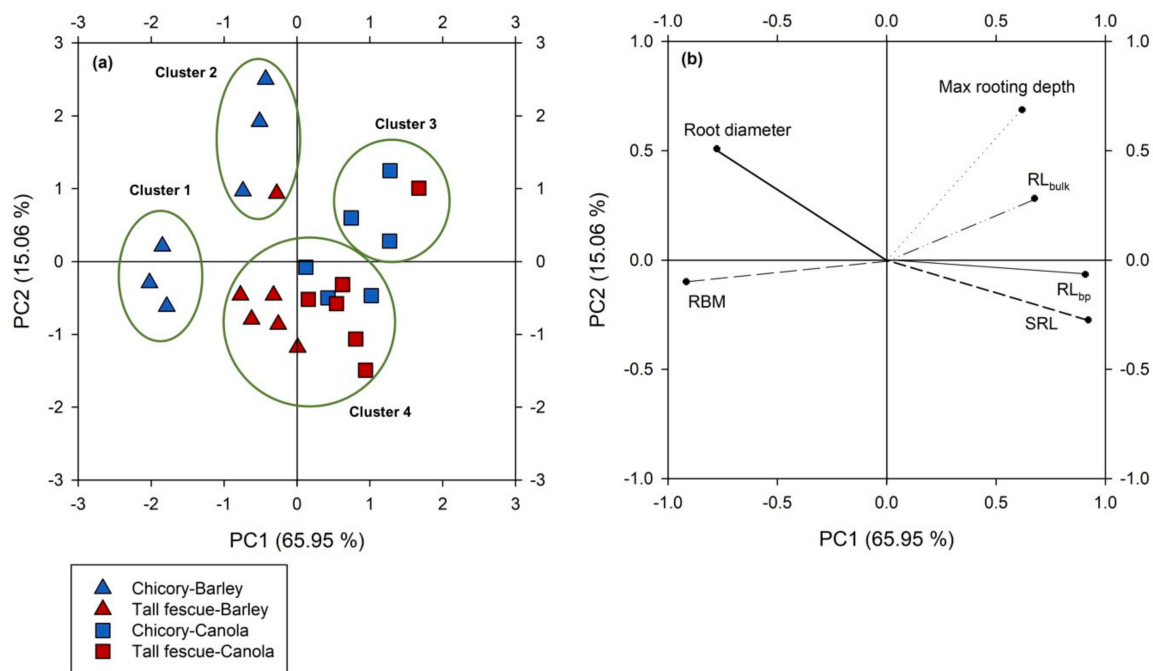 -3 -2 -1 0 1 2 3
(a)
3 3
2 2
1 1
0 0
-1 -1
-2 -2
-3 -3
Cluster 2
Cluster 3
Cluster 1
Cluster 4
PC2 (15.06 %)
-3 -2 -1 0 1 2 3
PC1 (65.95 %)
Chicory-Barley
Tall fescue-Barley
Chicory-Canola
Tall fescue-Canola
-1.0 -0.5 0.0 0.5 1.0
(b)
1.0 1.0
0.5 0.5
0.0 0.0
-0.5 -0.5
-1.0 -1.0
Max rooting depth
Root diameter
RLbulk
RBM
RLbp
SRL
PC2 (15.06 %)
-1.0 -0.5 0.0 0.5 1.0
PC1 (65.95 %)